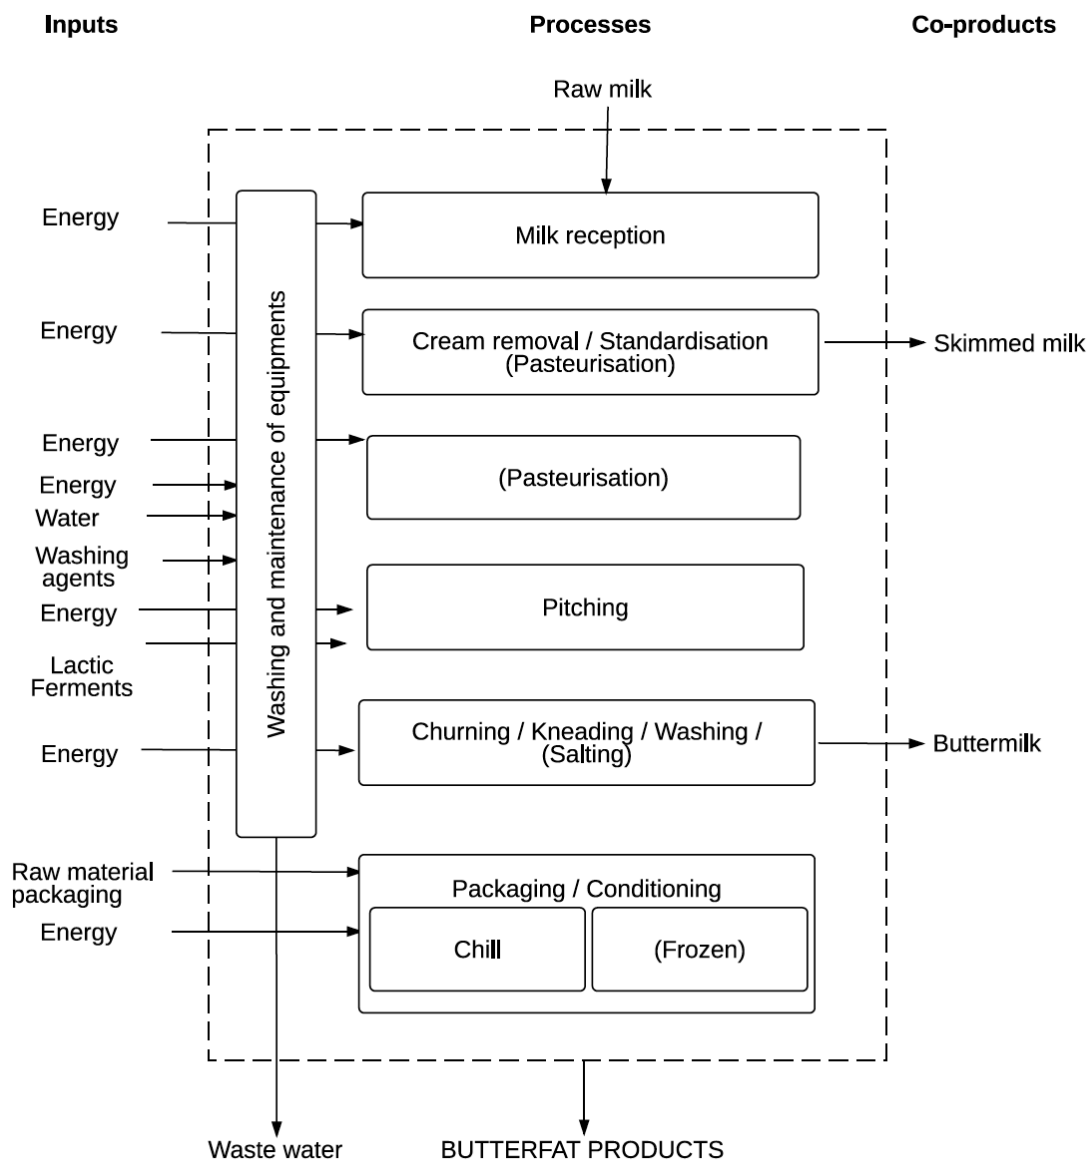 Inputs
Processes
Co-products
Raw milk
Energy
Milk reception
Energy
Cream removal / Standardisation
(Pasteurisation)
Skimmed milk
Energy
(Pasteurisation)
Energy
Water
Washing
agents
Washing and maintenance of equipments
Energy
Pitching
Lactic
Ferments
Energy
Churning / Kneading / Washing /
(Salting)
Buttermilk
Raw material
packaging
Packaging / Conditioning
Energy
Chill
(Frozen)
Waste water
BUTTERFAT PRODUCTS